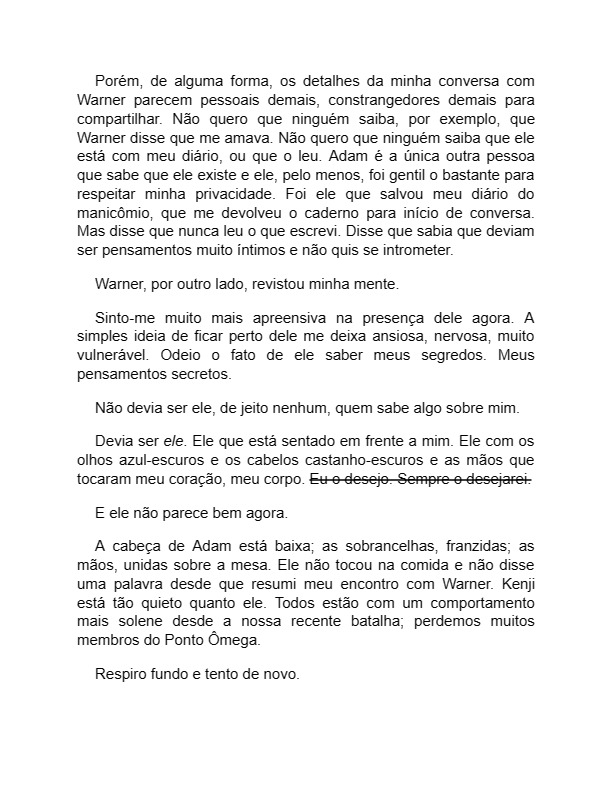 Porém, de alguma forma, os detalhes da minha conversa com
Warner parecem pessoais demais, constrangedores demais para
compartilhar. Não quero que ninguém saiba, por exemplo, que
Warner disse que me amava. Não quero que ninguém saiba que ele
está com meu diário, ou que o leu. Adam é a única outra pessoa
que sabe que ele existe e ele, pelo menos, foi gentil o bastante para
respeitar minha privacidade. Foi ele que salvou meu diário do
manicômio, que me devolveu o caderno para início de conversa.
Mas disse que nunca leu o que escrevi. Disse que sabia que deviam
ser pensamentos muito íntimos e não quis se intrometer.
Warner, por outro lado, revistou minha mente.
Sinto-me muito mais apreensiva na presença dele agora. A
simples ideia de ficar perto dele me deixa ansiosa, nervosa, muito
vulnerável. Odeio o fato de ele saber meus segredos. Meus
pensamentos secretos.
Não devia ser ele, de jeito nenhum, quem sabe algo sobre mim.
Devia ser ele. Ele que está sentado em frente a mim. Ele com os
olhos azul-escuros e os cabelos castanho-escuros e as mãos que
tocaram meu coração, meu corpo. Eu o desejo. Sempre o desejarei.
E ele não parece bem agora.
A cabeça de Adam está baixa; as sobrancelhas, franzidas; as
mãos, unidas sobre a mesa. Ele não tocou na comida e não disse
uma palavra desde que resumi meu encontro com Warner. Kenji
está tão quieto quanto ele. Todos estão com um comportamento
mais solene desde a nossa recente batalha; perdemos muitos
membros do Ponto Ômega.
Respiro fundo e tento de novo.